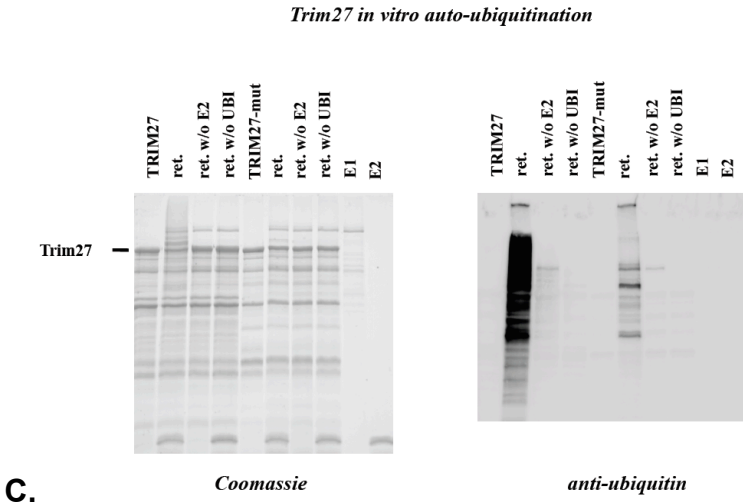 Trim27 in vitro auto-ubiquitination
TRIM27
ret.
ret. w/o E2
ret. w/o UBI
TRIM27-mut
ret.
ret. w/o E2
ret. w/o UBI
E1
E2
TRIM27
ret.
ret. w/o E2
ret. w/o UBI
TRIM27-mut
ret.
ret. w/o E2
ret. w/o UBI
E1
E2
Trim27
C.
Coomassie
anti-ubiquitin